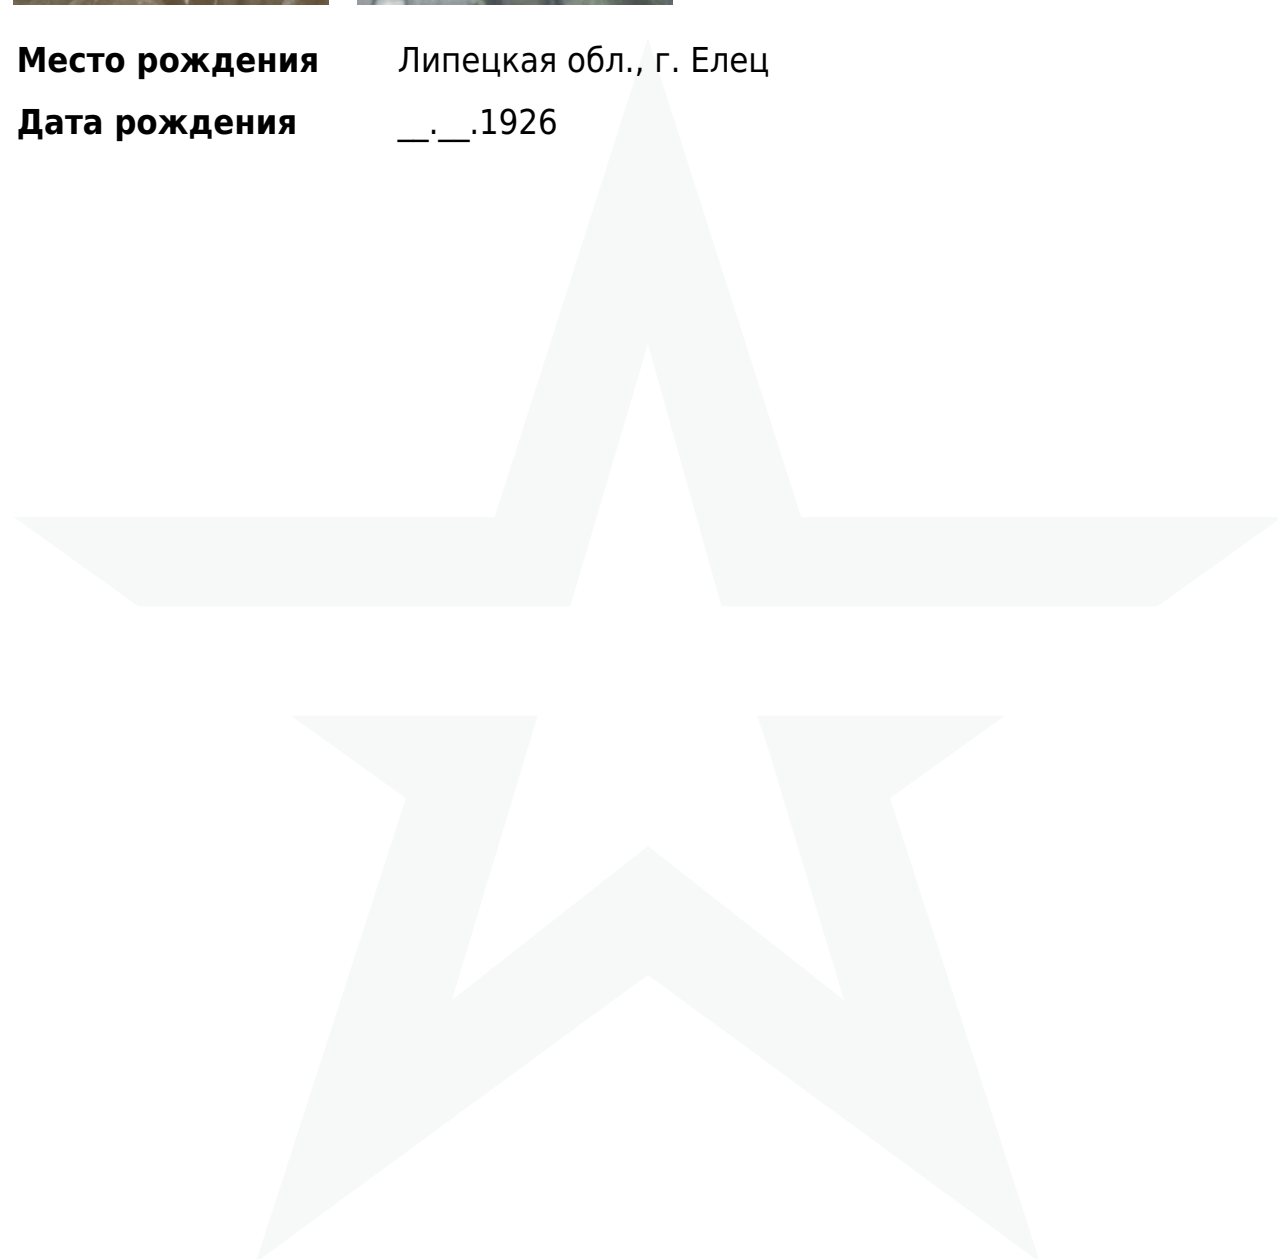 Место рождения Липецкая обл., г. Елец
Дата рождения __.__.1926